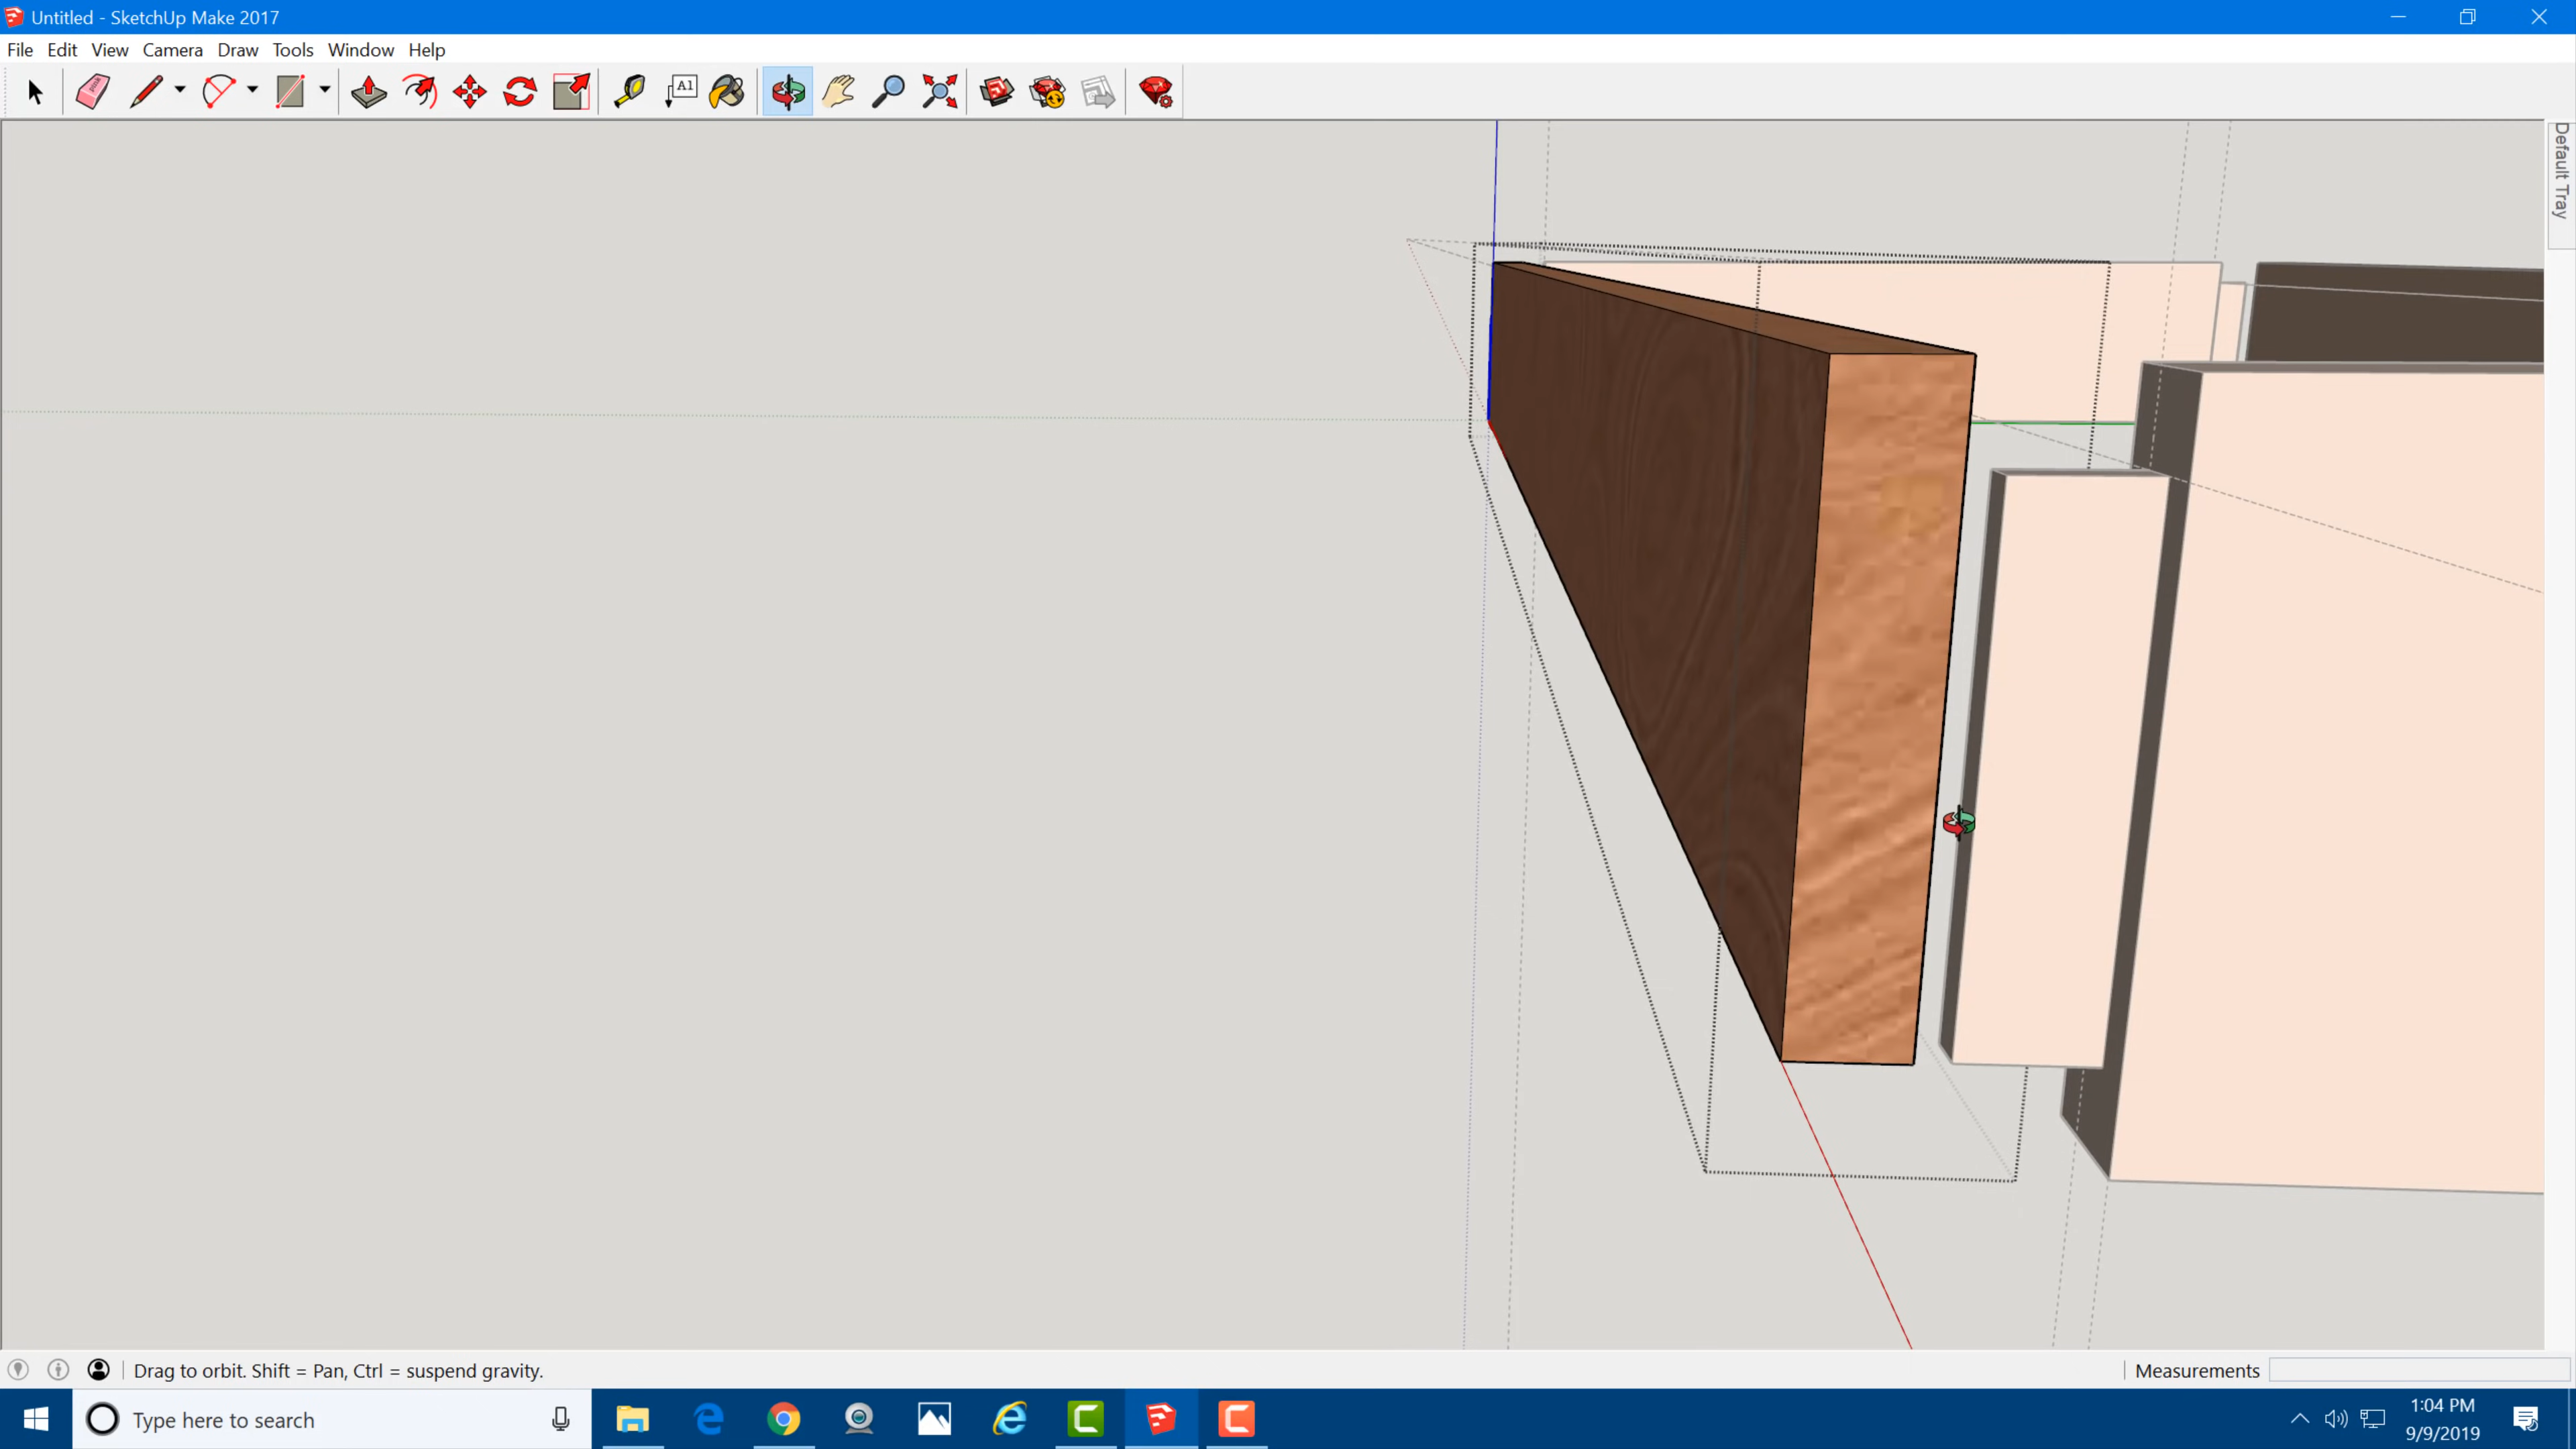 Untitled - SketchUp Make 2017
File Edit View Camera Draw Tools Window Help
A1
Default Tray
Drag to orbit. Shift = Pan, Ctrl = suspend gravity.
Measurements
Type here to search
1:04 PM
9/9/2019